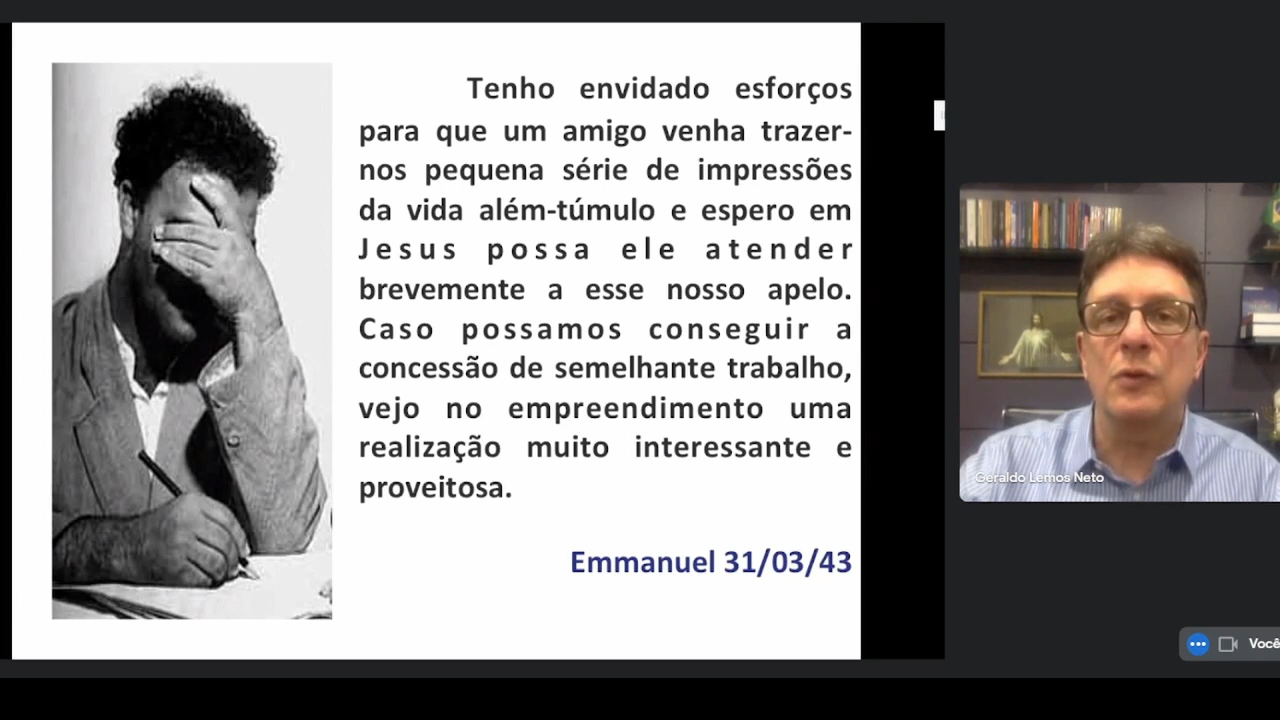 Tenho envidado esforços
para que um amigo venha trazer-
nos pequena série de impressões
da vida além-túmulo e espero em
Jesus possa ele atender
brevemente a esse nosso apelo.
Caso possamos conseguir a
concessão de semelhante trabalho,
vejo no empreendimento uma
realização muito interessante e
proveitosa.
Emmanuel 31/03/43
Geraldo Lemos Neto
Você